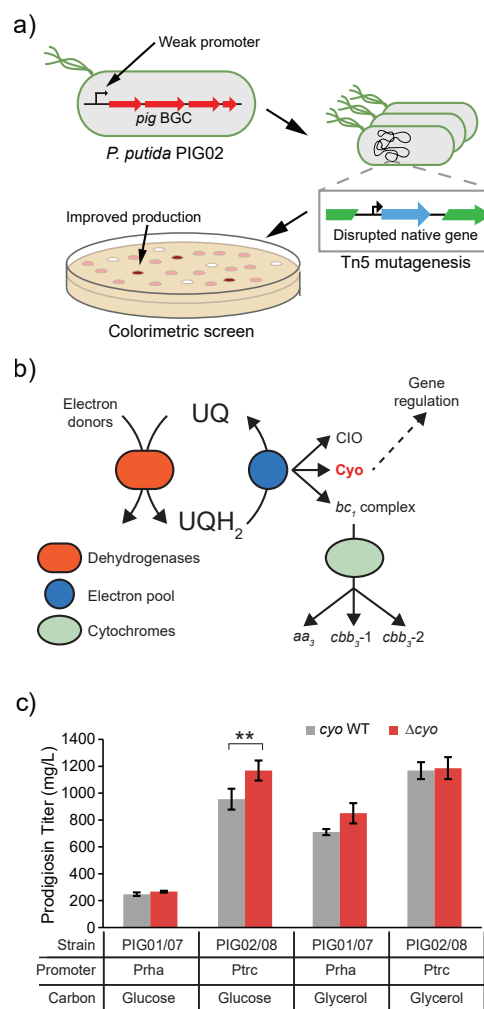 a)
Weak promoter
pig BGC
P. putida PIG02
Improved production
Disrupted native gene
Tn5 mutagenesis
Colorimetric screen
b)
Gene
regulation
Electron
donors
UQ
CIO
Cyo
UQH2
bc1 complex
Dehydrogenases
Electron pool
Cytochromes
aa3 cbb3-1 cbb3-2
c)
cyo WT Δcyo
**
Prodigiosin Titer (mg/L)
1400
1200
1000
800
600
400
200
0
Strain PIG01/07 PIG02/08 PIG01/07 PIG02/08
Promoter Prha Ptrc Prha Ptrc
Carbon Glucose Glucose Glycerol Glycerol